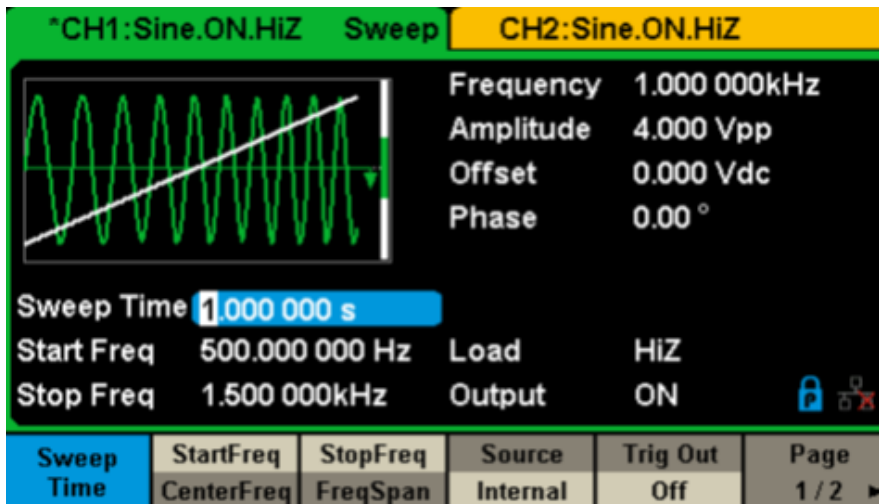 *CH1:Sine.ON.HiZ Sweep CH2:Sine.ON.HiZ
Frequency 1.000 000kHz
Amplitude 4.000 Vpp
Offset 0.000 Vdc
Phase 0.00 °
Sweep Time 1.000 000 s
Start Freq 500.000 000 Hz Load HiZ
Stop Freq 1.500 000kHz Output ON
Sweep Time
StartFreq CenterFreq
StopFreq FreqSpan
Source Internal
Trig Out Off
Page 1 / 2